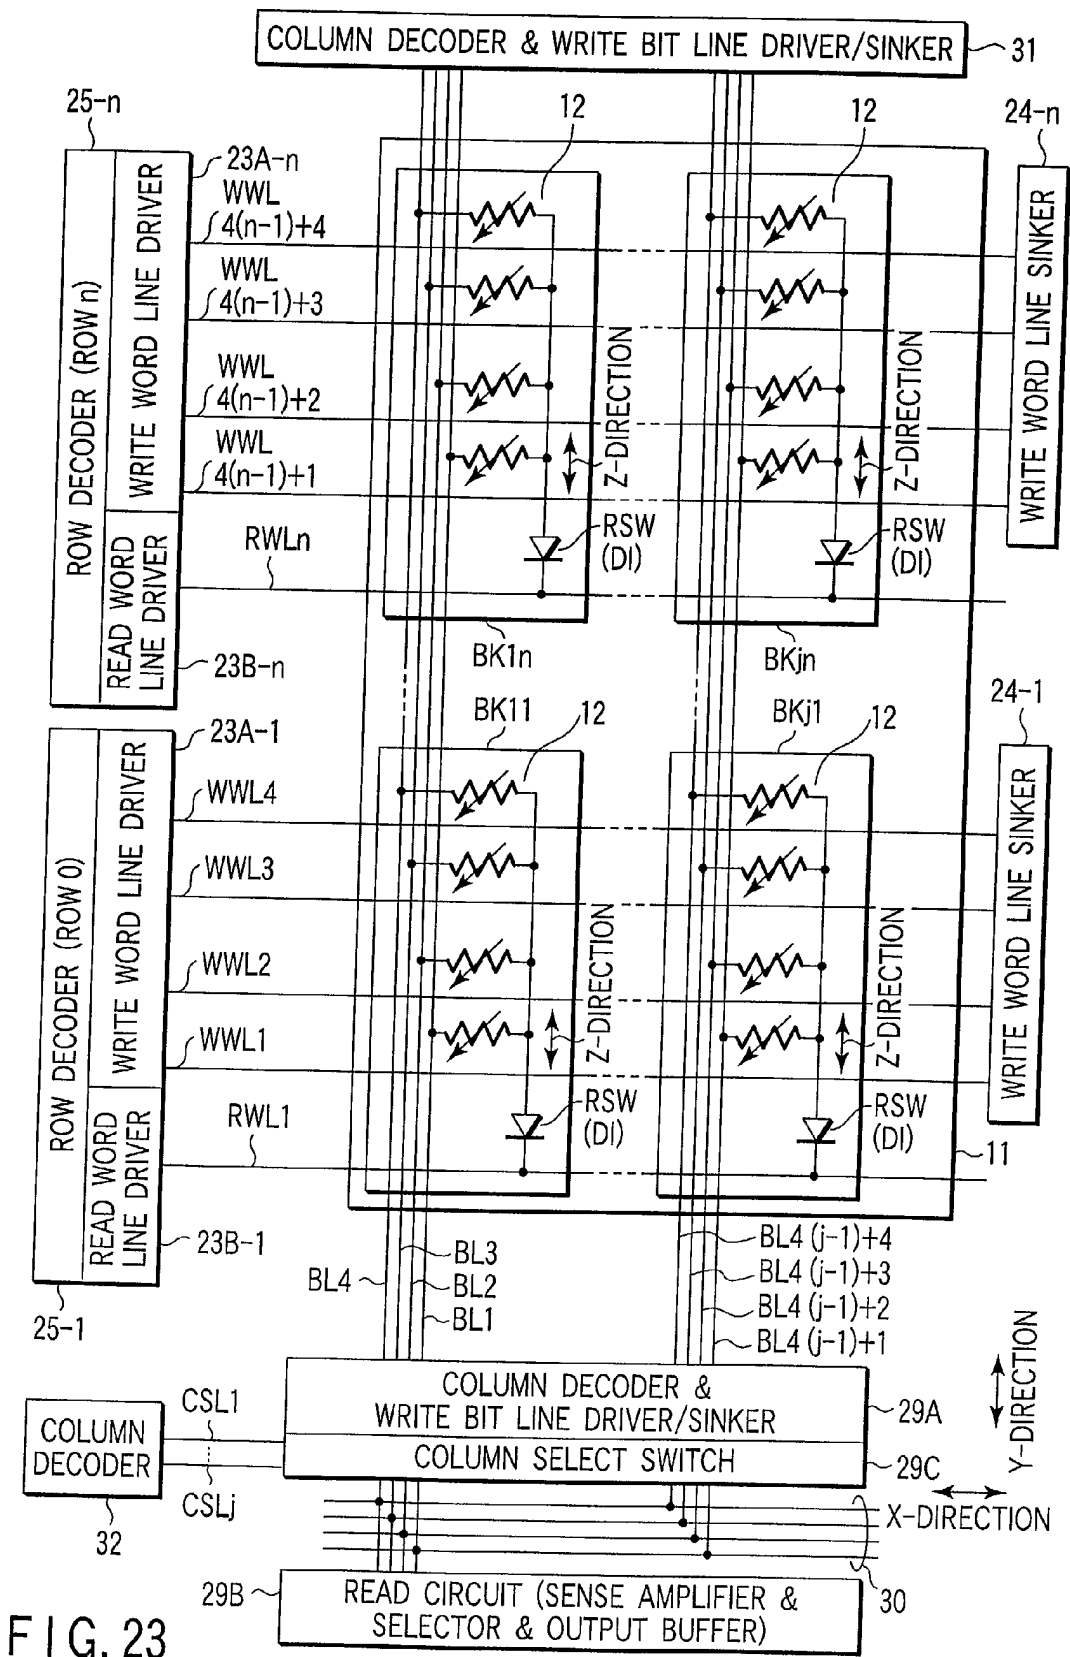 COLUMN DECODER & WRITE BIT LINE DRIVER/SINKER
31
25-n
12
12
24-n
23A-n
WWL
4(n-1)+4
WWL
4(n-1)+3
WWL
4(n-1)+2
WWL
4(n-1)+1
ROW DECODER (ROW n)
WRITE WORD LINE DRIVER
READ WORD
LINE DRIVER
WRITE WORD LINE SINKER
Z-DIRECTION
Z-DIRECTION
RWLn
RSW
(DI)
RSW
(DI)
23B-n
BK1n
BKjn
23A-1
BK11
12
BKj1
12
24-1
WWL4
WWL3
WWL2
WWL1
ROW DECODER (ROW 0)
WRITE WORD LINE DRIVER
READ WORD
LINE DRIVER
WRITE WORD LINE SINKER
Z-DIRECTION
Z-DIRECTION
RWL1
RSW
(DI)
RSW
(DI)
11
23B-1
25-1
BL4
BL3
BL2
BL1
BL4 (j-1)+4
BL4 (j-1)+3
BL4 (j-1)+2
BL4 (j-1)+1
COLUMN DECODER &
WRITE BIT LINE DRIVER/SINKER
29A
COLUMN SELECT SWITCH
29C
CSL1
CSLj
COLUMN
DECODER
32
Y-DIRECTION
X-DIRECTION
30
29B
READ CIRCUIT (SENSE AMPLIFIER &
SELECTOR & OUTPUT BUFFER)
FIG. 23